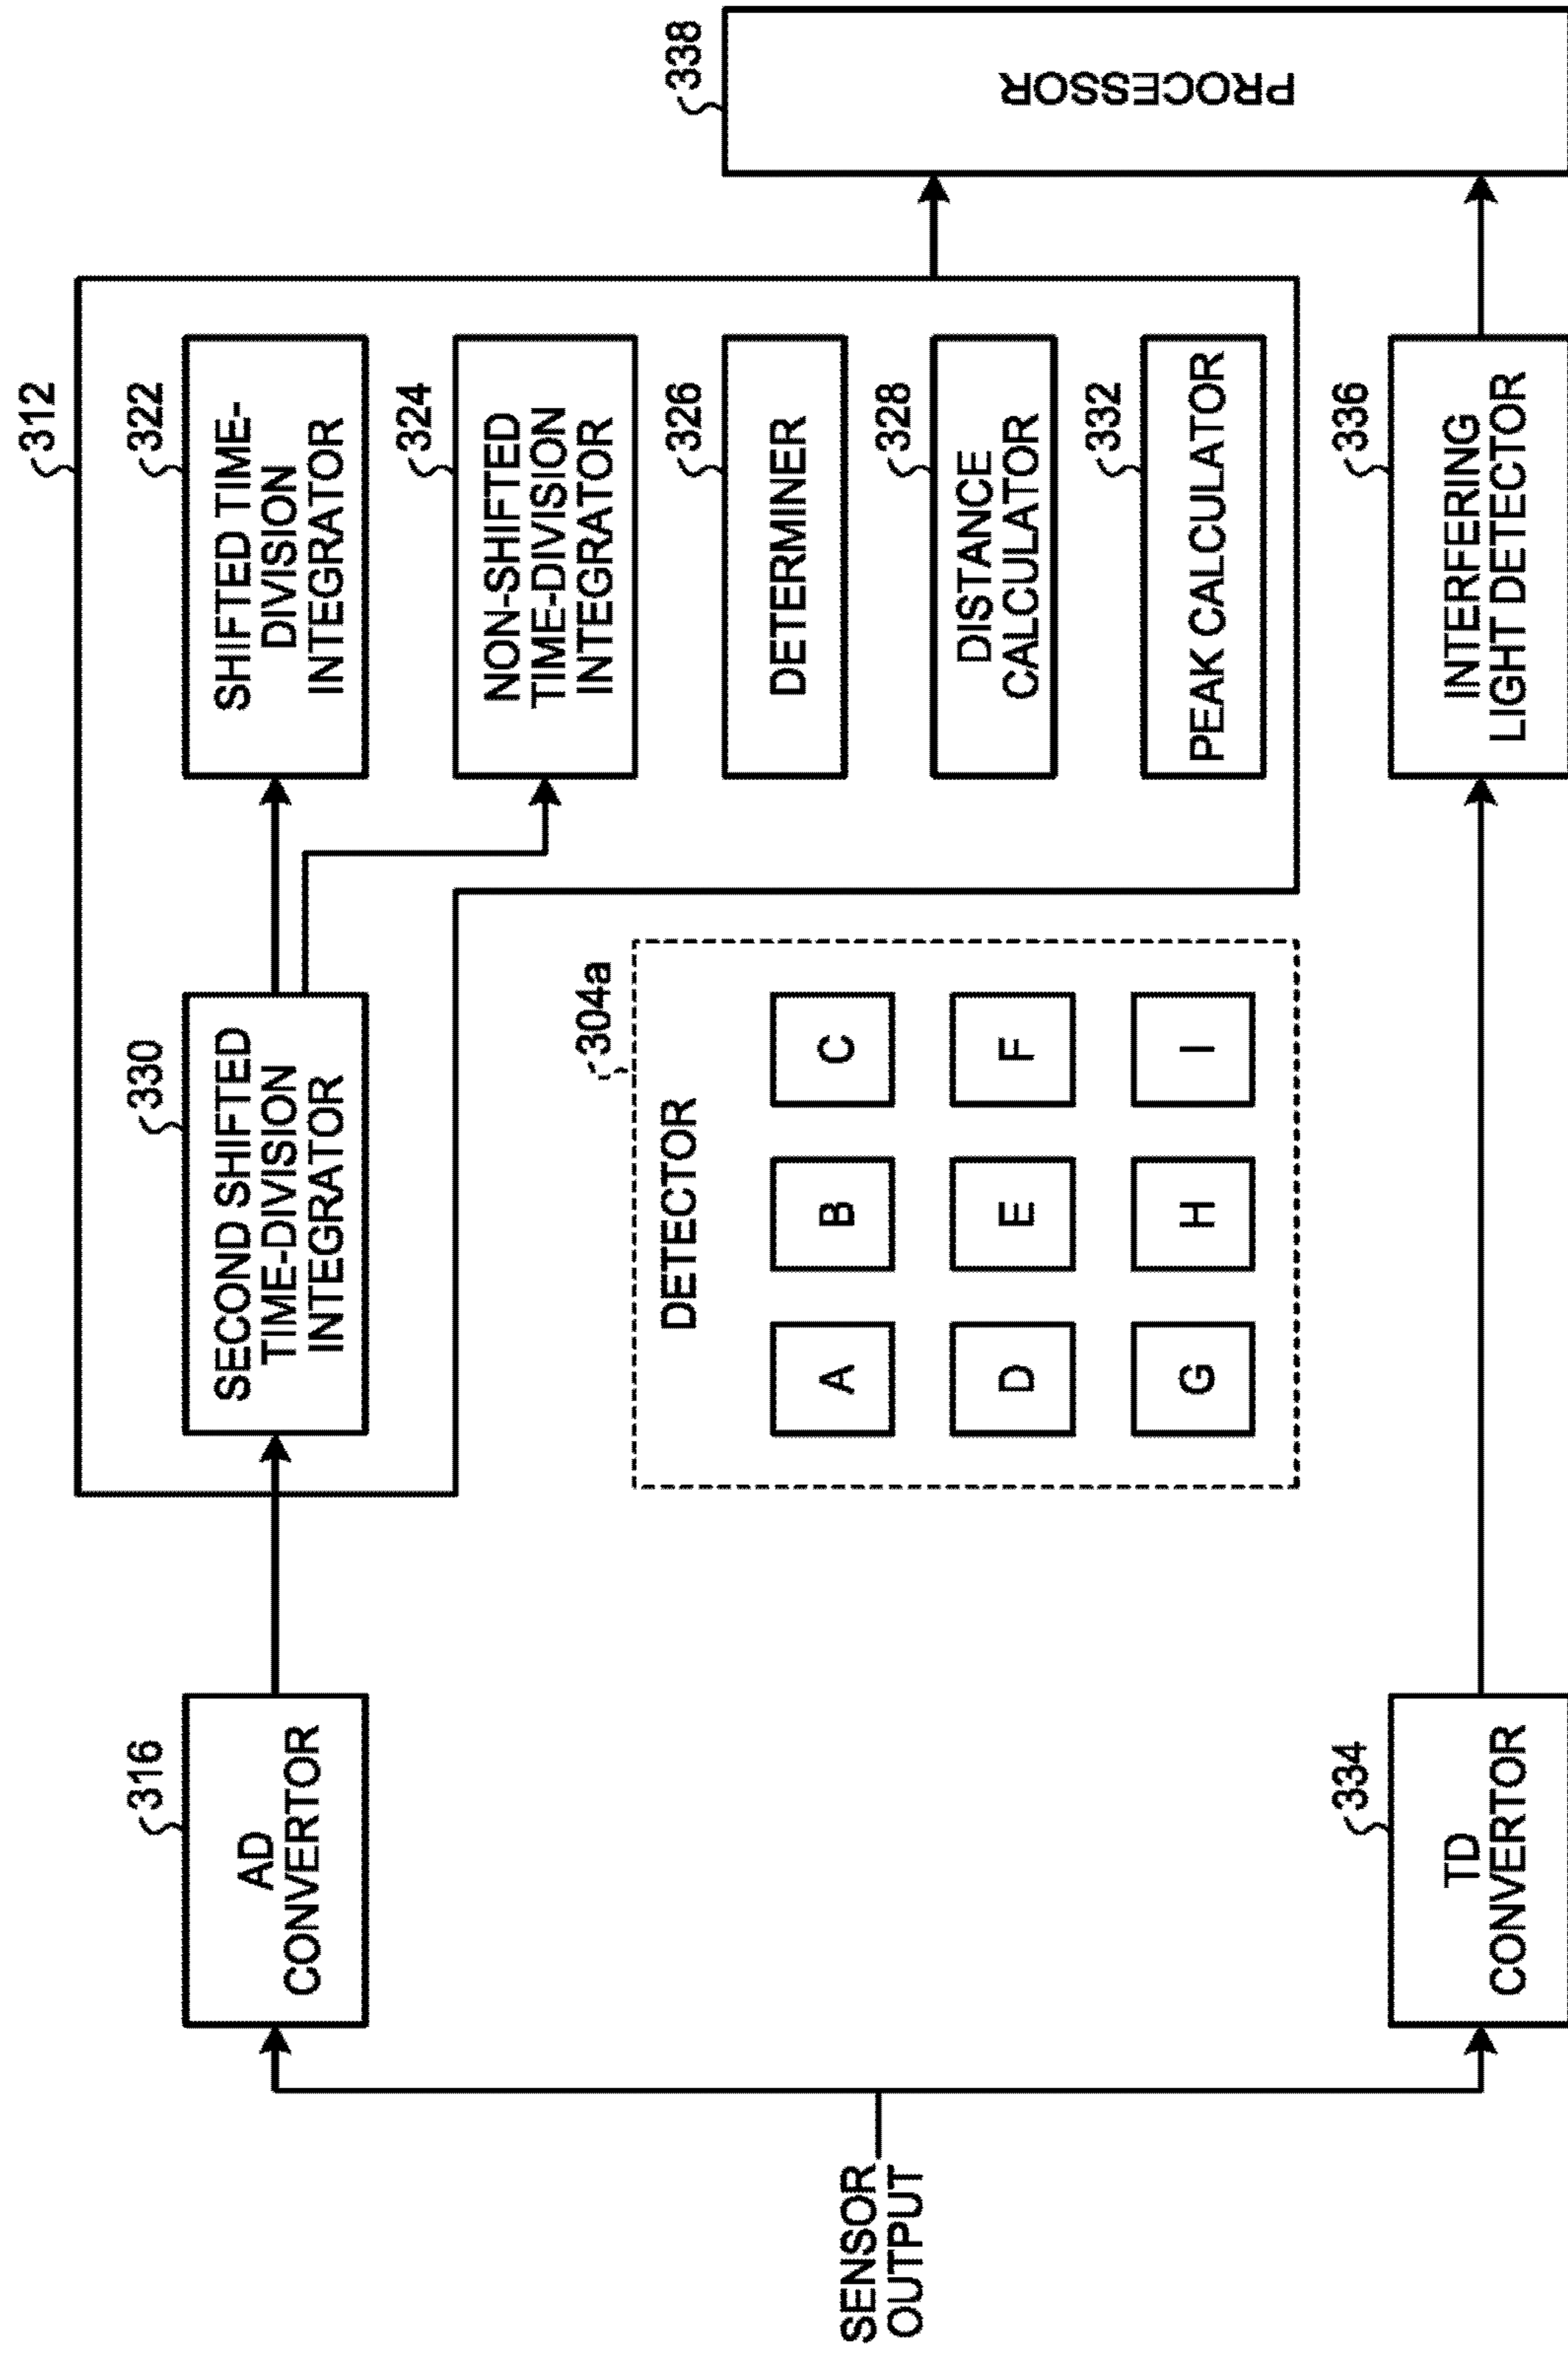 312
330
SECOND SHIFTED
TIME-DIVISION
INTEGRATOR
322
SHIFTED TIME-
DIVISION
INTEGRATOR
316
AD
CONVERTOR
324
NON-SHIFTED
TIME-DIVISION
INTEGRATOR
304a
DETECTOR
A
B
C
D
E
F
G
H
I
326
DETERMINER
328
DISTANCE
CALCULATOR
332
PEAK CALCULATOR
338
PROCESSOR
SENSOR
OUTPUT
334
TD
CONVERTOR
336
INTERFERING
LIGHT DETECTOR